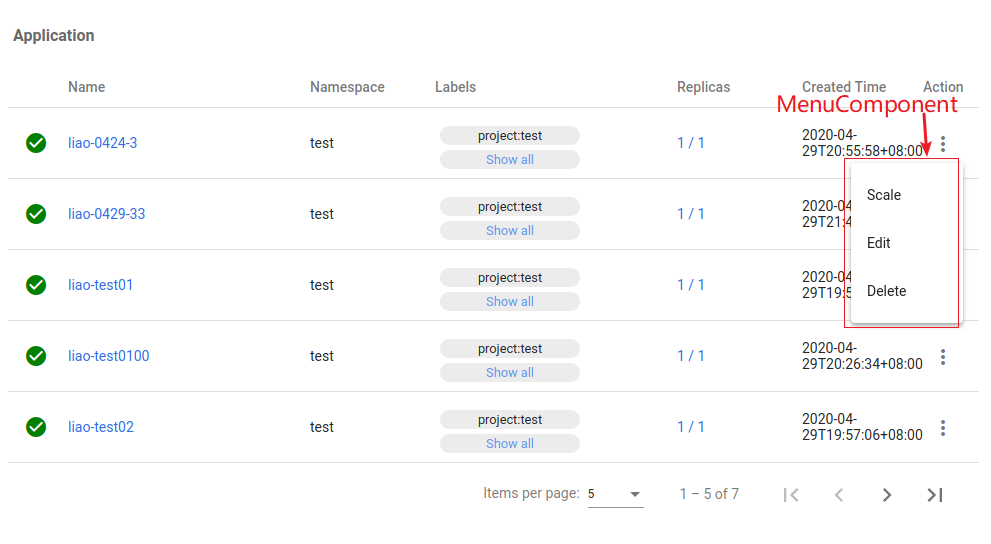 Application
Name Namespace Labels Replicas Created Time Action
MenuComponent
liao-0424-3 test project:test 1 / 1 2020-04-
Show all 29T20:55:58+08:00
liao-0429-33 test project:test 1 / 1 2020-04
Show all 29T21:4
liao-test01 test project:test 1 / 1 2020-04
Show all 29T19:5
Scale
Edit
Delete
liao-test0100 test project:test 1 / 1 2020-04-
Show all 29T20:26:34+08:00
liao-test02 test project:test 1 / 1 2020-04-
Show all 29T19:57:06+08:00
Items per page: 5 1 – 5 of 7